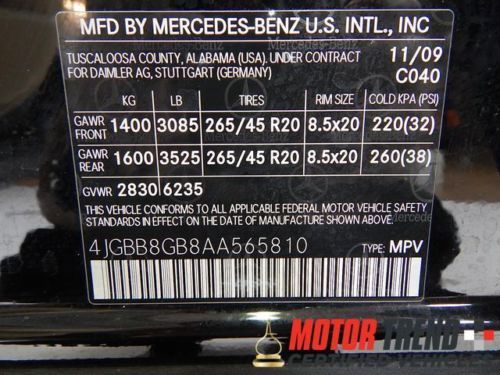 MFD BY MERCEDES-BENZ U.S. INTL., INC
TUSCALOOSA COUNTY, ALABAMA (USA). UNDER CONTRACT 11/09
FOR DAIMLER AG, STUTTGART (GERMANY) C040
KG LB TIRES RIM SIZE COLD KPA (PSI)
GAWR FRONT 1400 3085 265/45 R20 8.5x20 220(32)
GAWR REAR 1600 3525 265/45 R20 8.5x20 260(38)
GVWR 2830 6235
THIS VEHICLE CONFORMS TO ALL APPLICABLE FEDERAL MOTOR VEHICLE SAFETY STANDARDS IN EFFECT ON THE DATE OF MANUFACTURE SHOWN ABOVE.
4JGBB8GB8AA565810
TYPE: MPV
MOTOR TREND
CERTIFIED VEHICLES